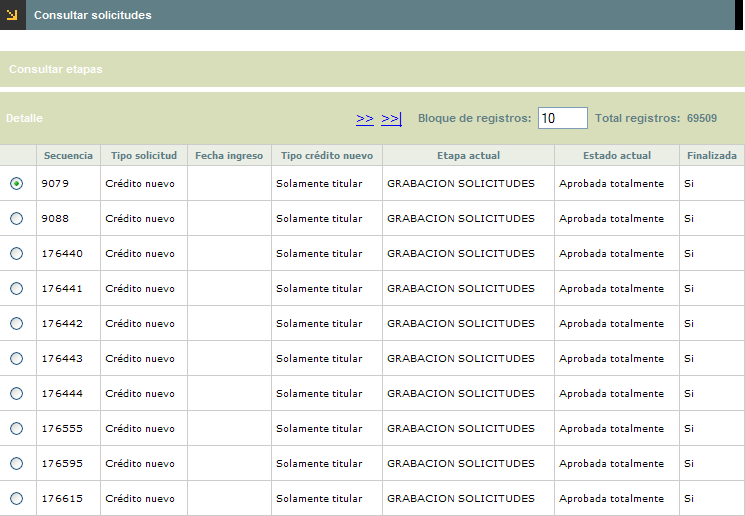 Consultar solicitudes
Consultar etapas
Detalle >> >>| Bloque de registros: 10 Total registros: 69509
Secuencia Tipo solicitud Fecha ingreso Tipo crédito nuevo Etapa actual Estado actual Finalizada
9079 Crédito nuevo Solamente titular GRABACION SOLICITUDES Aprobada totalmente Si
9088 Crédito nuevo Solamente titular GRABACION SOLICITUDES Aprobada totalmente Si
176440 Crédito nuevo Solamente titular GRABACION SOLICITUDES Aprobada totalmente Si
176441 Crédito nuevo Solamente titular GRABACION SOLICITUDES Aprobada totalmente Si
176442 Crédito nuevo Solamente titular GRABACION SOLICITUDES Aprobada totalmente Si
176443 Crédito nuevo Solamente titular GRABACION SOLICITUDES Aprobada totalmente Si
176444 Crédito nuevo Solamente titular GRABACION SOLICITUDES Aprobada totalmente Si
176555 Crédito nuevo Solamente titular GRABACION SOLICITUDES Aprobada totalmente Si
176595 Crédito nuevo Solamente titular GRABACION SOLICITUDES Aprobada totalmente Si
176615 Crédito nuevo Solamente titular GRABACION SOLICITUDES Aprobada totalmente Si